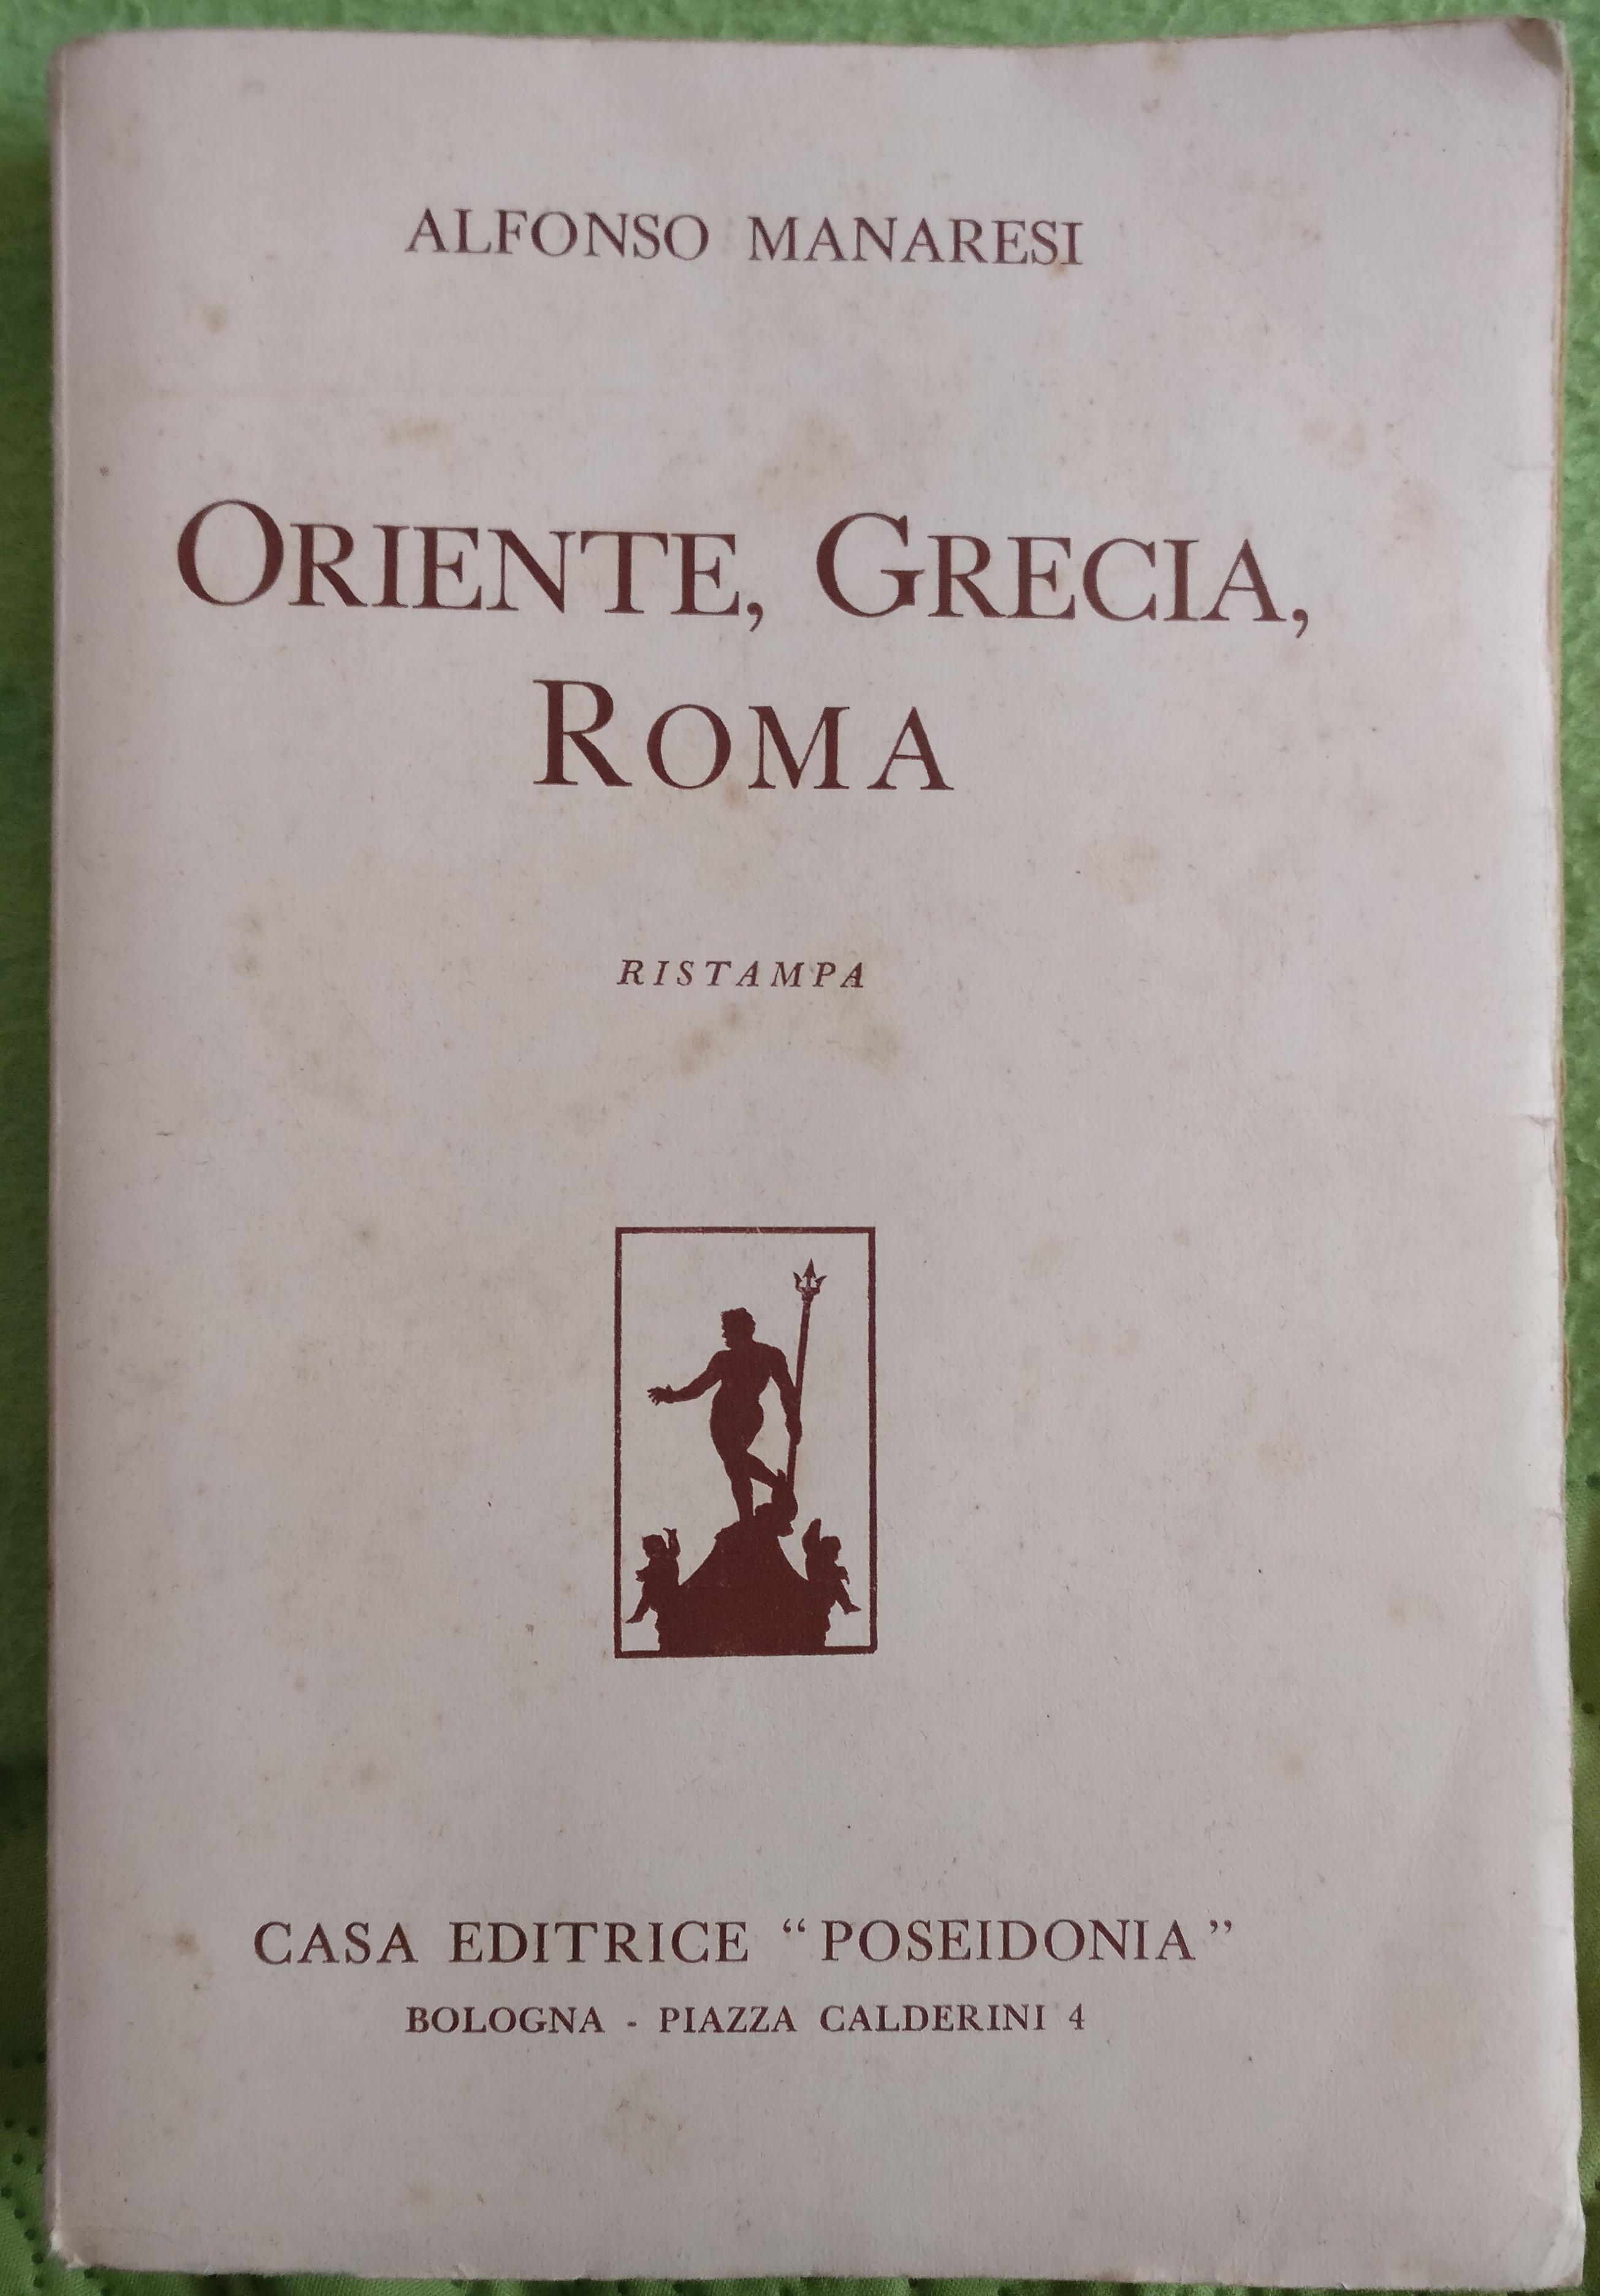 ALFONSO MANARESI
ORIENTE, GRECIA,
ROMA
RISTAMPA
CASA EDITRICE “POSEIDONIA”
BOLOGNA - PIAZZA CALDERINI 4